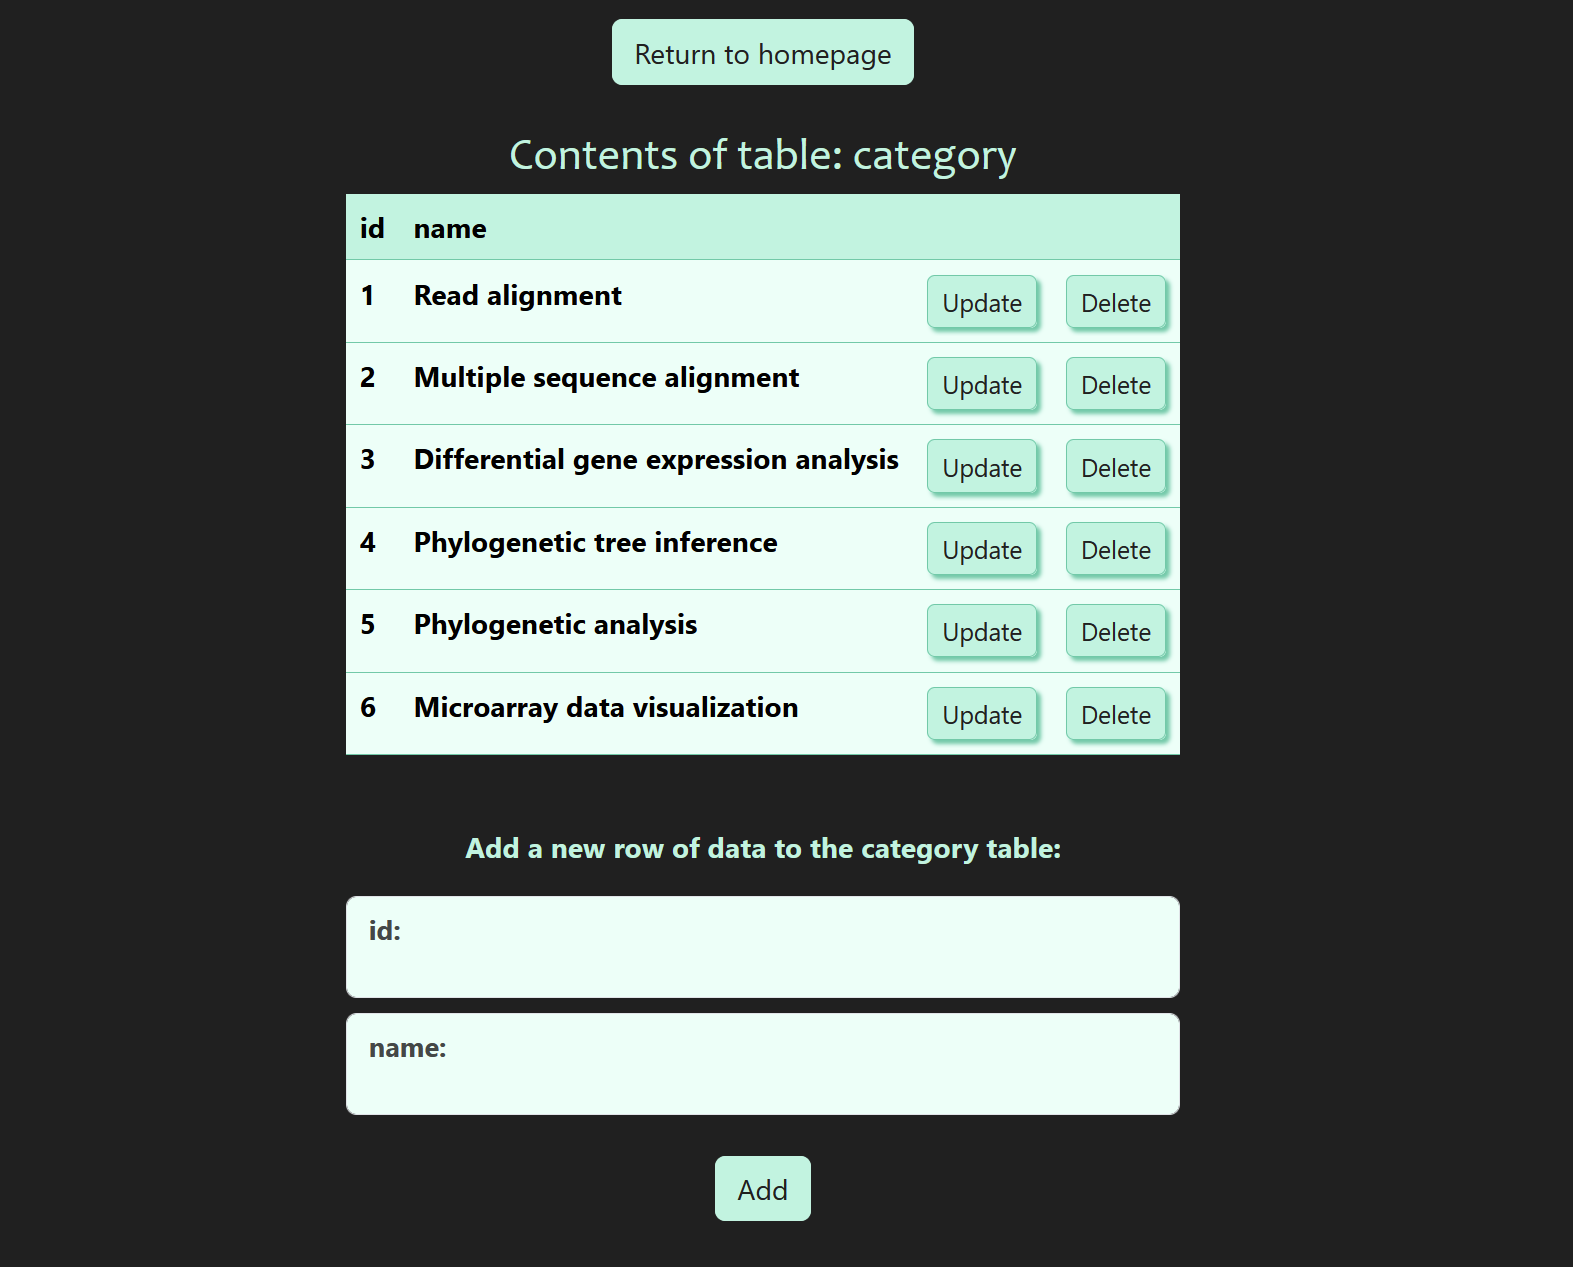 Return to homepage
Contents of table: category
id name
1 Read alignment Update Delete
2 Multiple sequence alignment Update Delete
3 Differential gene expression analysis Update Delete
4 Phylogenetic tree inference Update Delete
5 Phylogenetic analysis Update Delete
6 Microarray data visualization Update Delete
Add a new row of data to the category table:
id:
name:
Add